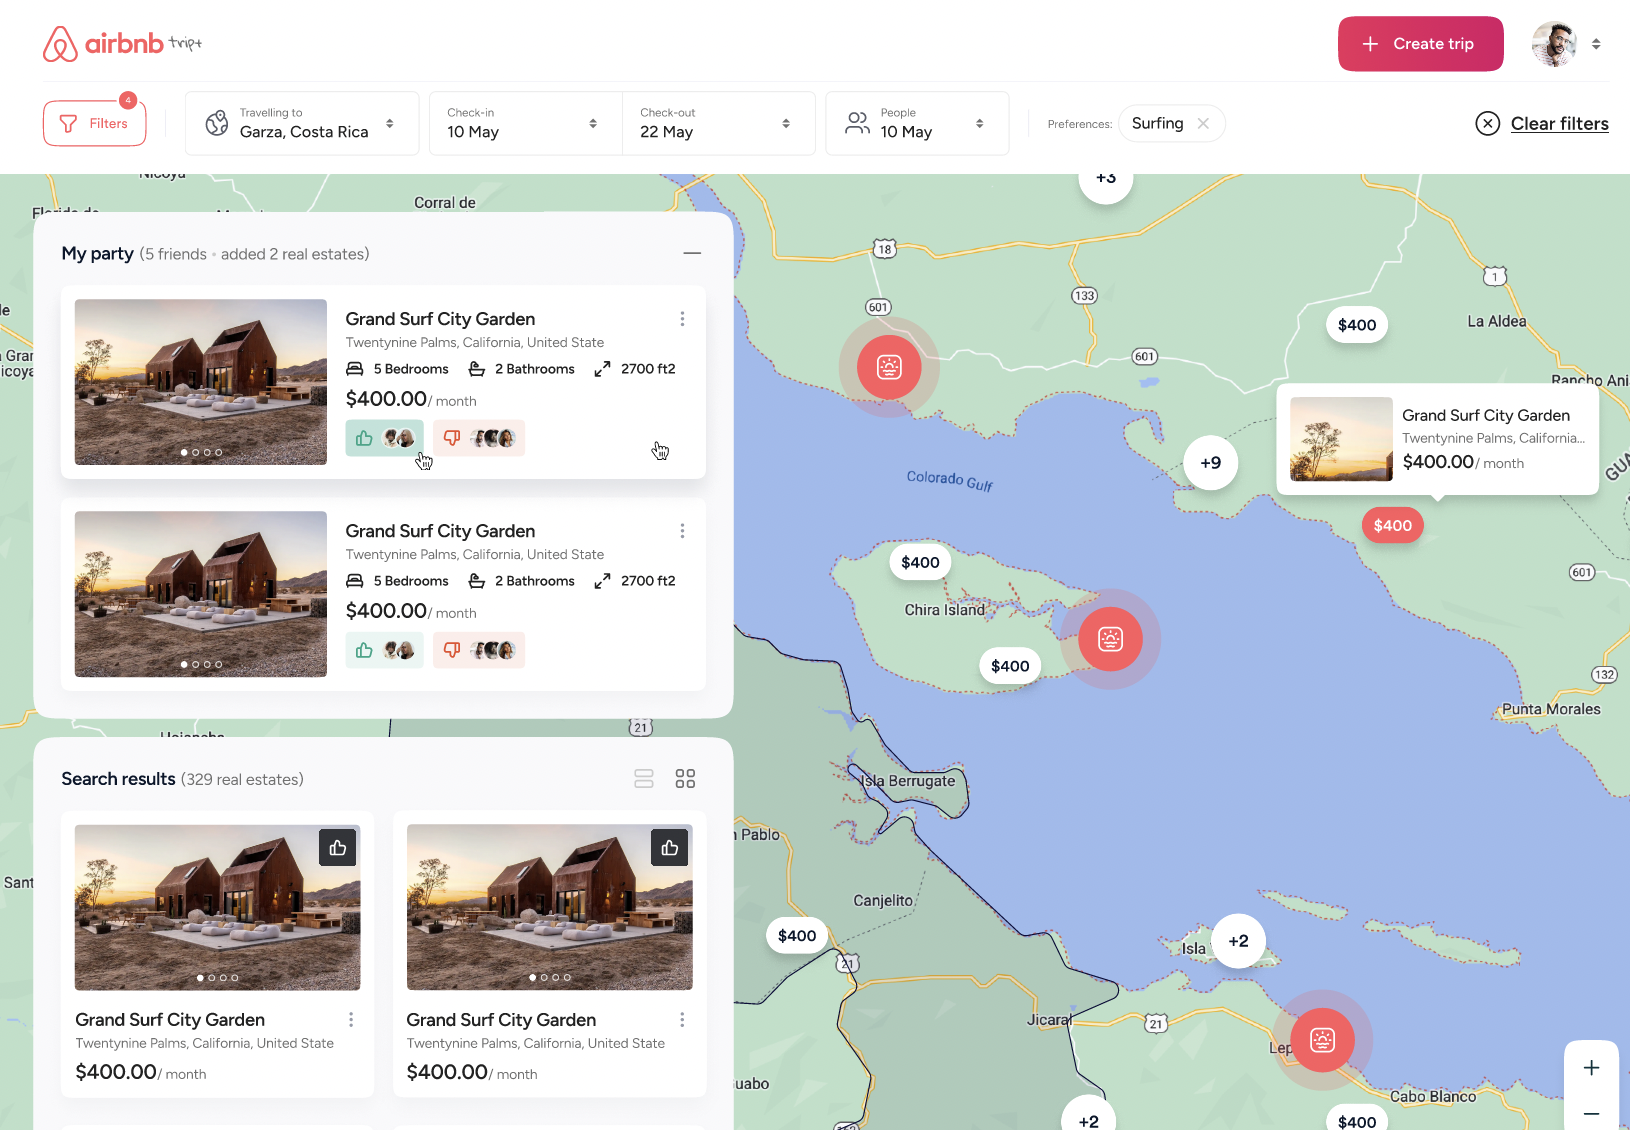 airbnb tript
Create trip
4
Filters
Travelling to
Garza, Costa Rica
Check-in
10 May
Check-out
22 May
People
10 May
Preferences:
Surfing
Clear filters
Nicoya
Corral de
+3
My party (5 friends • added 2 real estates)
Grand Surf City Garden
Twentynine Palms, California, United State
5 Bedrooms
2 Bathrooms
2700 ft2
$400.00/ month
Grand Surf City Garden
Twentynine Palms, California, United State
5 Bedrooms
2 Bathrooms
2700 ft2
$400.00/ month
Search results (329 real estates)
Grand Surf City Garden
Twentynine Palms, California, United State
$400.00/ month
Grand Surf City Garden
Twentynine Palms, California, United State
$400.00/ month
18
601
133
601
1
$400
La Aldea
Rancho Ani
Grand Surf City Garden
Twentynine Palms, California...
$400.00/ month
+9
Colorado Gulf
$400
$400
601
Chira Island
$400
132
Punta Morales
21
Isla Berrugate
n Pablo
Sant
Canjelito
$400
21
Isla
+2
Jicaral
21
Lep
uabo
Cabo Blanco
+2
$400